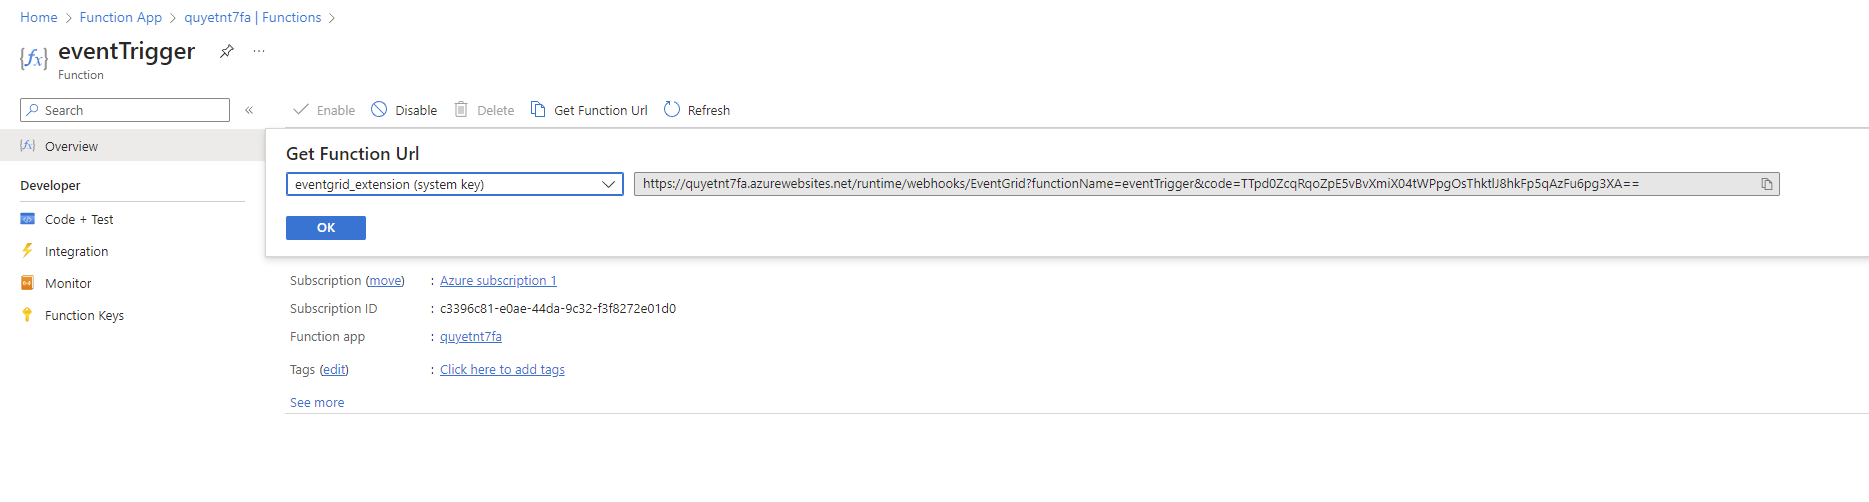 Home > Function App > quyetnt7fa | Functions >
{fx} eventTrigger ...
Function
Search «
Enable Disable Delete Get Function Url Refresh
Overview
Get Function Url
eventgrid_extension (system key)
https://quyetnt7fa.azurewebsites.net/runtime/webhooks/EventGrid?functionName=eventTrigger&code=TTpd0ZcqRqoZpE5vBvXmiX04tWPpgOsThktlJ8hkFp5qAzFu6pg3XA==
OK
Developer
Code + Test
Integration
Monitor
Function Keys
Subscription (move) : Azure subscription 1
Subscription ID : c3396c81-e0ae-44da-9c32-f3f8272e01d0
Function app : quyetnt7fa
Tags (edit) : Click here to add tags
See more